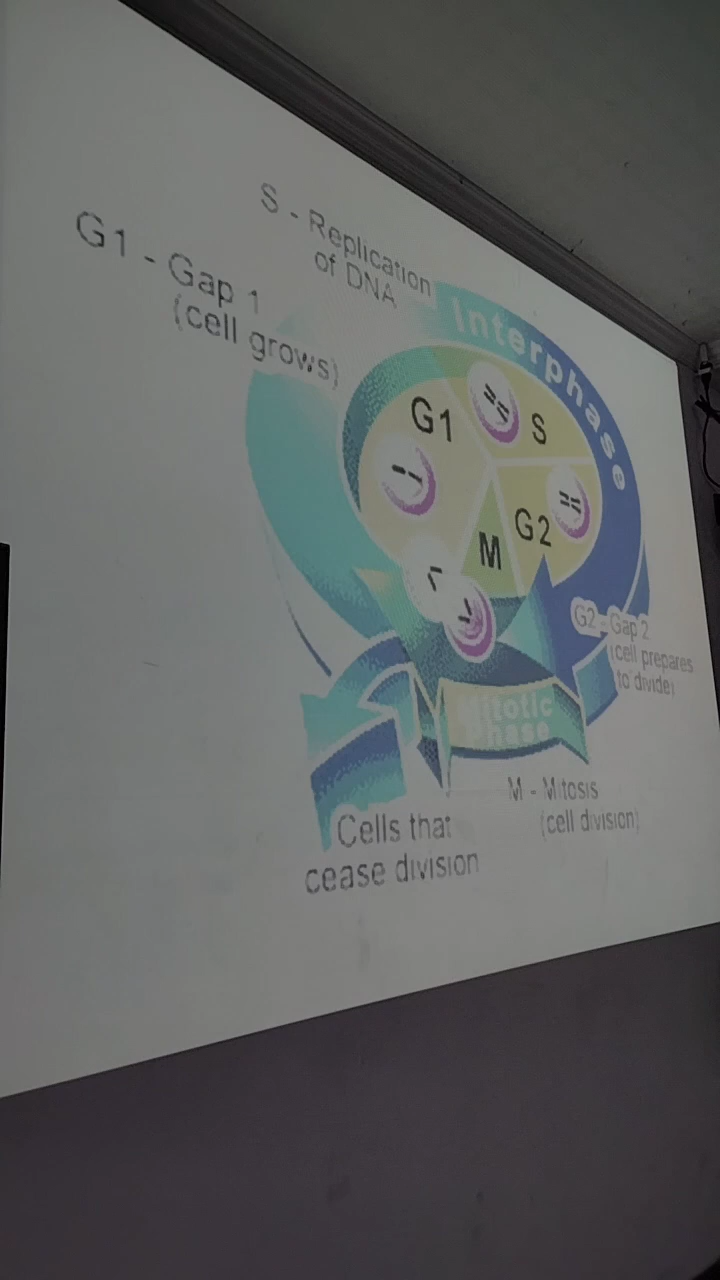 S - Replication
of DNA
G1 - Gap 1
(cell grows)
Interphase
G1
S
G2
M
G2 - Gap 2
(cell prepares
to divide)
Mitotic
Phase
M - Mitosis
(cell division)
Cells that
cease division